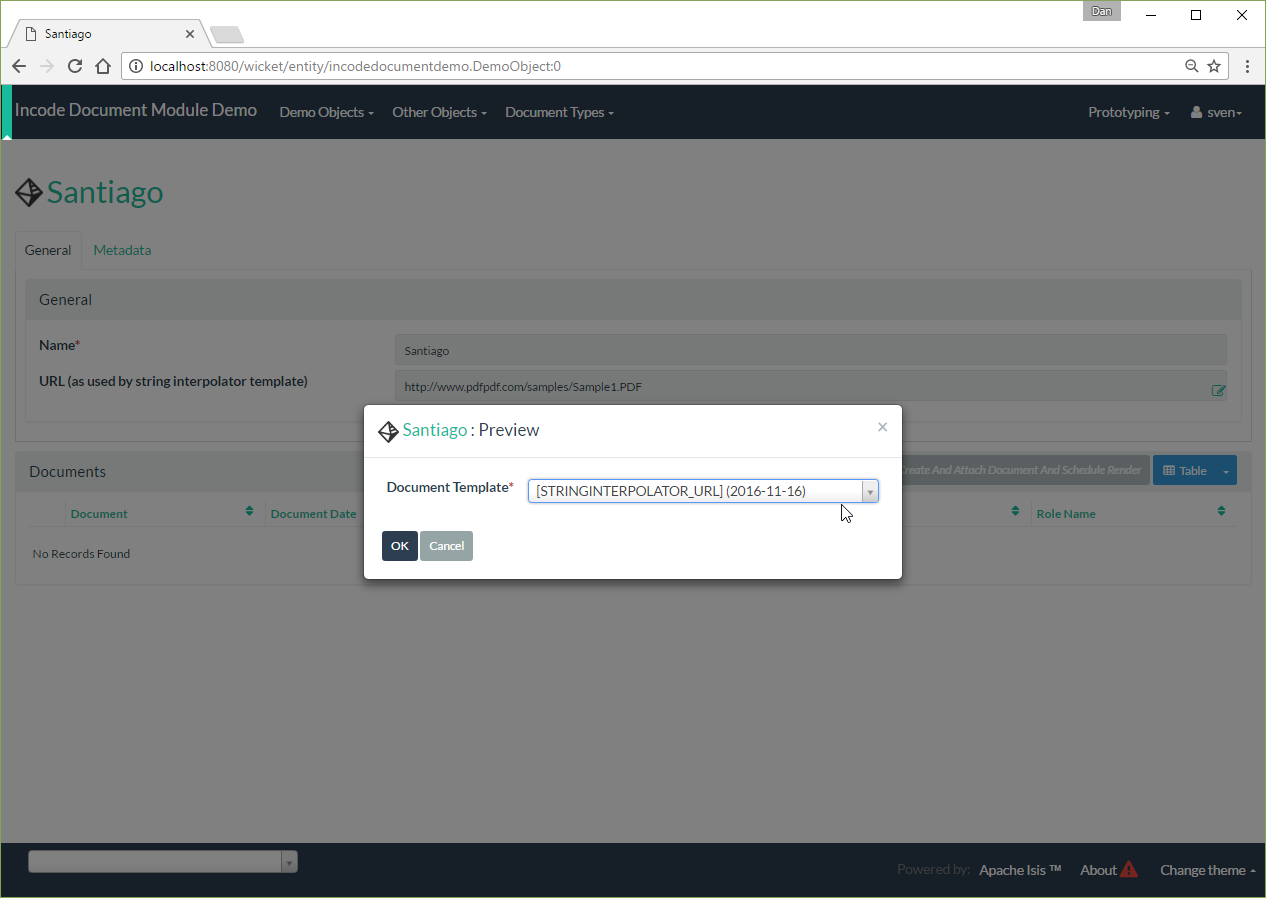 Dan
Santiago
localhost:8080/wicket/entity/incodedocumentdemo.DemoObject:0
Incode Document Module Demo Demo Objects Other Objects Document Types Prototyping sven
Santiago
General Metadata
General
Name* Santiago
URL (as used by string interpolator template) http://www.pdfpdf.com/samples/Sample1.PDF
Santiago : Preview ×
Documents Create And Attach Document And Schedule Render Table
Document Template* [STRINGINTERPOLATOR_URL] (2016-11-16)
Document Document Date Role Name
No Records Found
OK Cancel
Powered by: Apache Isis ™ About Change theme